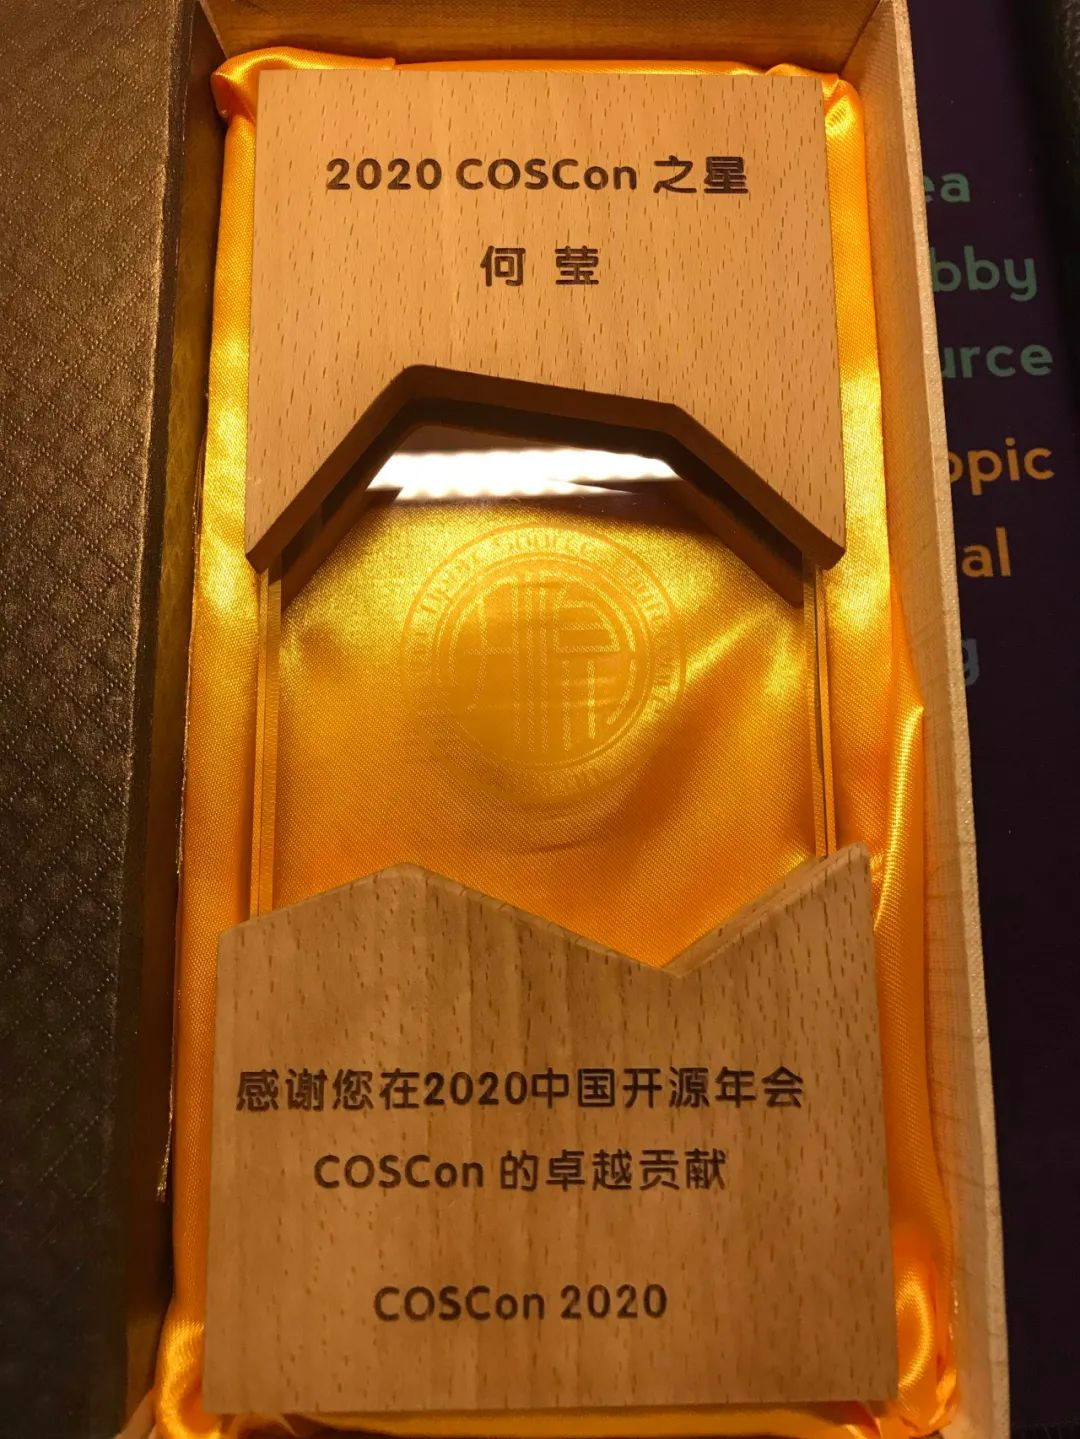 2020 COSCon 之星
何莹
感谢您在2020中国开源年会
COSCon 的卓越贡献
COSCon 2020